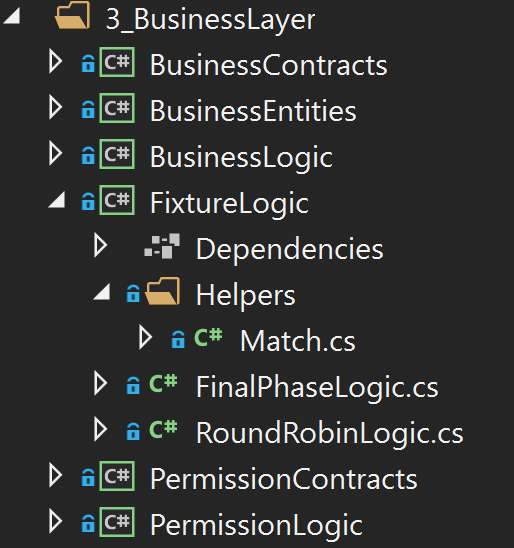 3_BusinessLayer
C# BusinessContracts
C# BusinessEntities
C# BusinessLogic
C# FixtureLogic
Dependencies
Helpers
C# Match.cs
C# FinalPhaseLogic.cs
C# RoundRobinLogic.cs
C# PermissionContracts
C# PermissionLogic